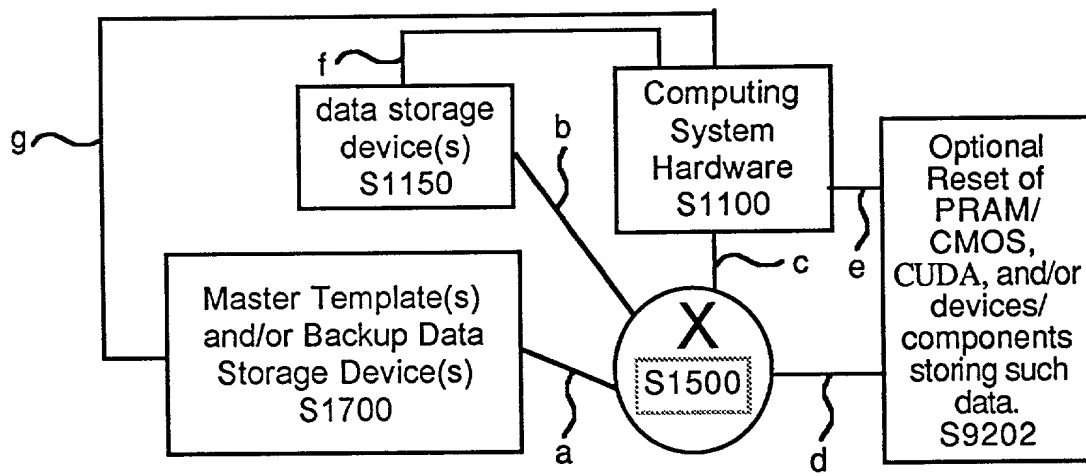 f
g
data storage
device(s)
S1150
b
Computing
System
Hardware
S1100
Optional
Reset of
PRAM/
CMOS,
CUDA, and/or
devices/
components
storing such
data.
S9202
e
c
Master Template(s)
and/or Backup Data
Storage Device(s)
S1700
a
X
S1500
d